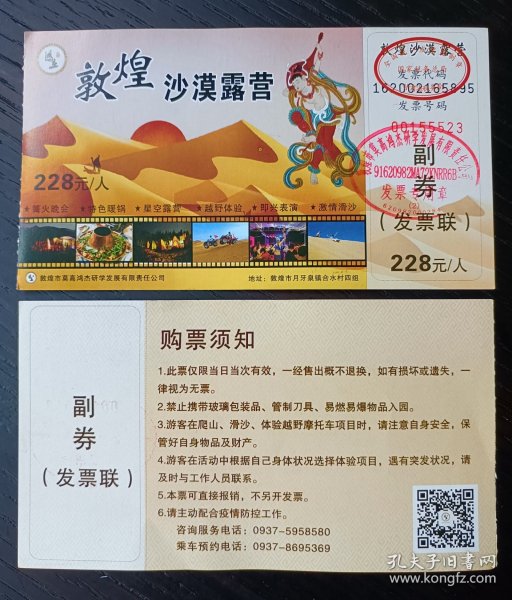 敦煌 沙漠露营
228元/人
★篝火晚会 ★特色暖锅 ★星空露营 ★越野体验 ★即兴表演 ★激情滑沙
敦煌市莫高鸿杰研学发展有限责任公司
地址：敦煌市月牙泉镇合水村四组
敦煌沙漠露营
发票代码
162002165895
发票号码
00155523
91620982MA72KNRR6B
副
券
（发票联）
228元/人
副
券
（发票联）
购票须知
1.此票仅限当日当次有效，一经售出概不退换，如有损坏或遗失，一
律视为无票。
2.禁止携带玻璃包装品、管制刀具、易燃易爆物品入园。
3.游客在爬山、滑沙、体验越野摩托车项目时，请注意自身安全，保
管好自身物品及财产。
4.游客在活动中根据自己身体状况选择体验项目，遇有突发状况，请
及时与工作人员联系。
5.本票可直接报销，不另开发票。
6.请主动配合疫情防控工作。
咨询服务电话：0937-5958580
乘车预约电话：0937-8695369
孔夫子旧书网
www.kongfz.com